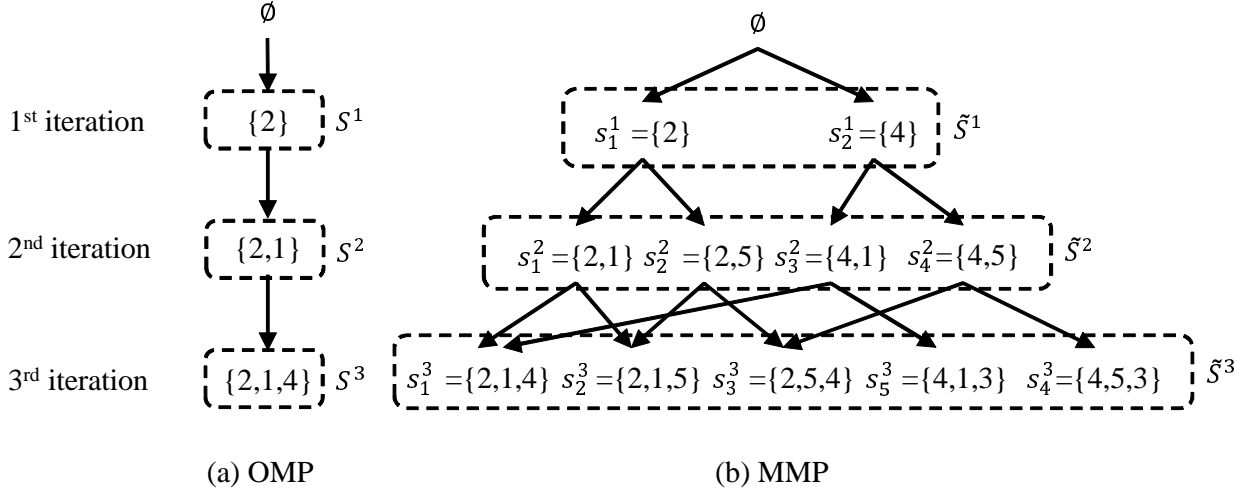 ∅ ∅
1st iteration {2} S¹ s₁¹ ={2} s₂¹ ={4} S̃¹
2nd iteration {2,1} S² s₁² ={2,1} s₂² ={2,5} s₃² ={4,1} s₄² ={4,5} S̃²
3rd iteration {2,1,4} S³ s₁³ ={2,1,4} s₂³ ={2,1,5} s₃³ ={2,5,4} s₅³ ={4,1,3} s₄³ ={4,5,3} S̃³
(a) OMP (b) MMP